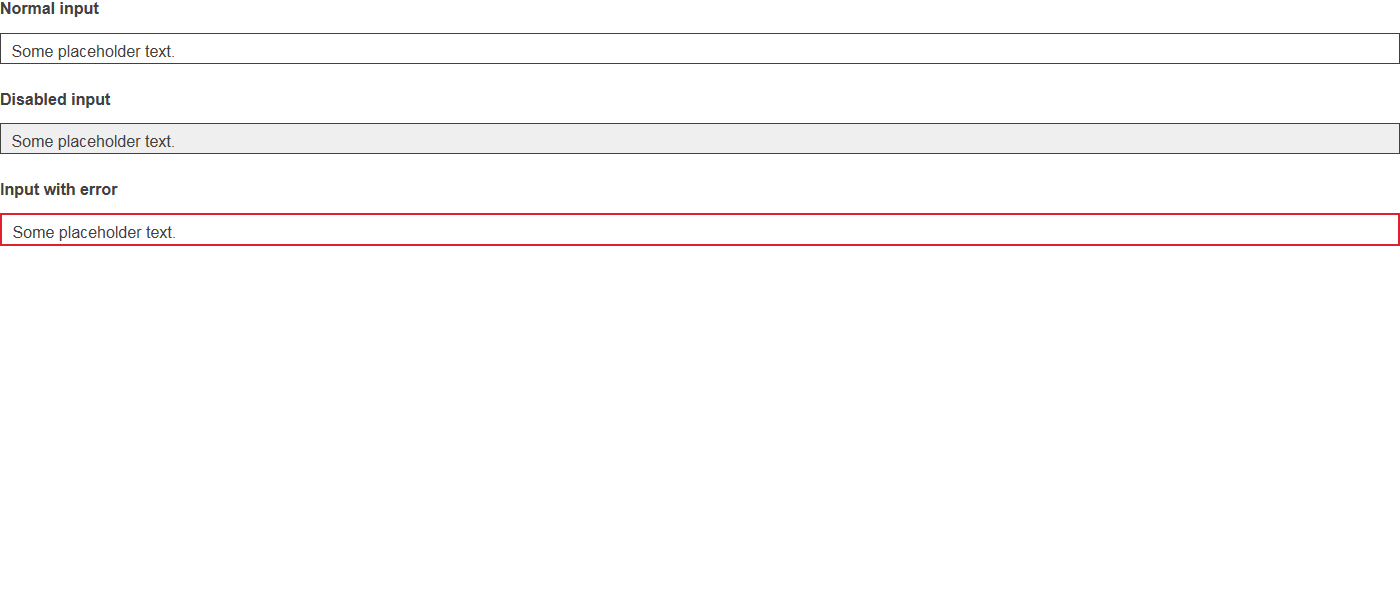 Normal input
Some placeholder text.
Disabled input
Some placeholder text.
Input with error
Some placeholder text.